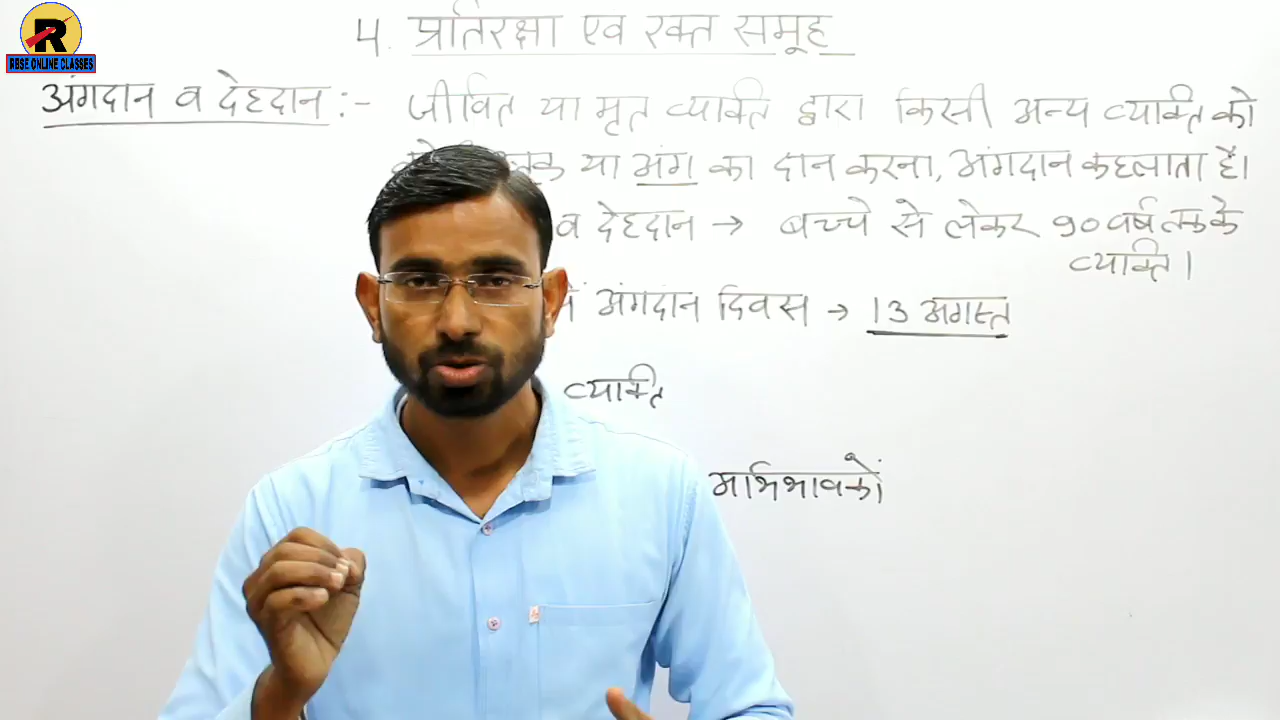 R
RBSE ONLINE CLASSES
4. प्रतिरक्षा एव रक्त समूह
अंगदान व देहदान :- जीवित या मृत व्यक्ति द्वारा किसी अन्य व्यक्ति को
या अंग का दान करना, अंगदान कहलाता है।
व देहदान → बच्चे से लेकर 90 वर्ष तक के
व्यक्ति।
में अंगदान दिवस → 13 अगस्त
व्यक्ति
अभिभावकों